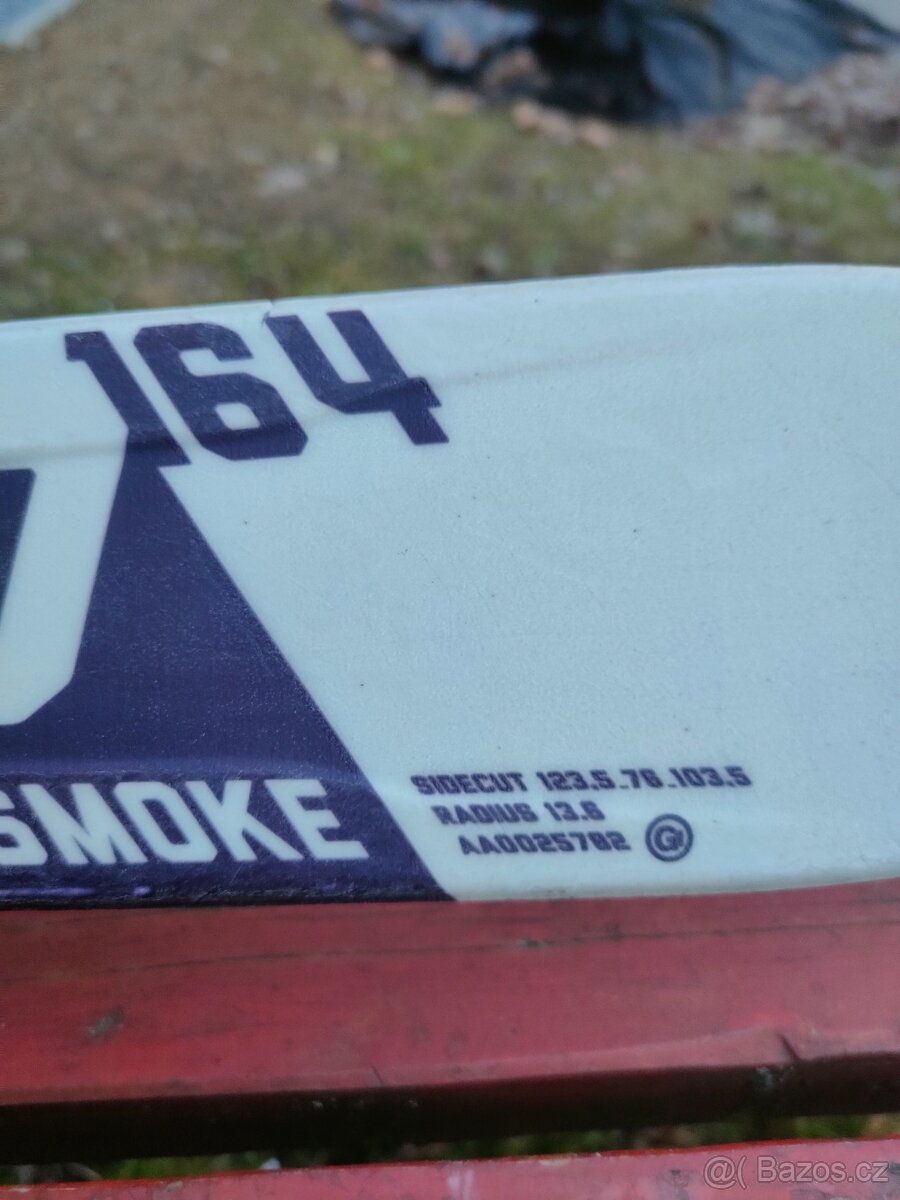 164
SMOKE
SIDECUT 123.5_76_103.5
RADIUS 13.6
AA0025782
@( Bazos.cz